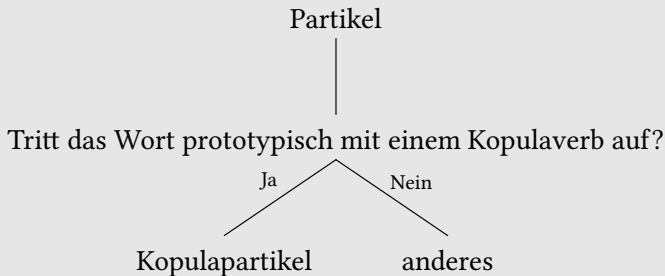 Partikel
Tritt das Wort prototypisch mit einem Kopulaverb auf?
Ja
Nein
Kopulapartikel
anderes